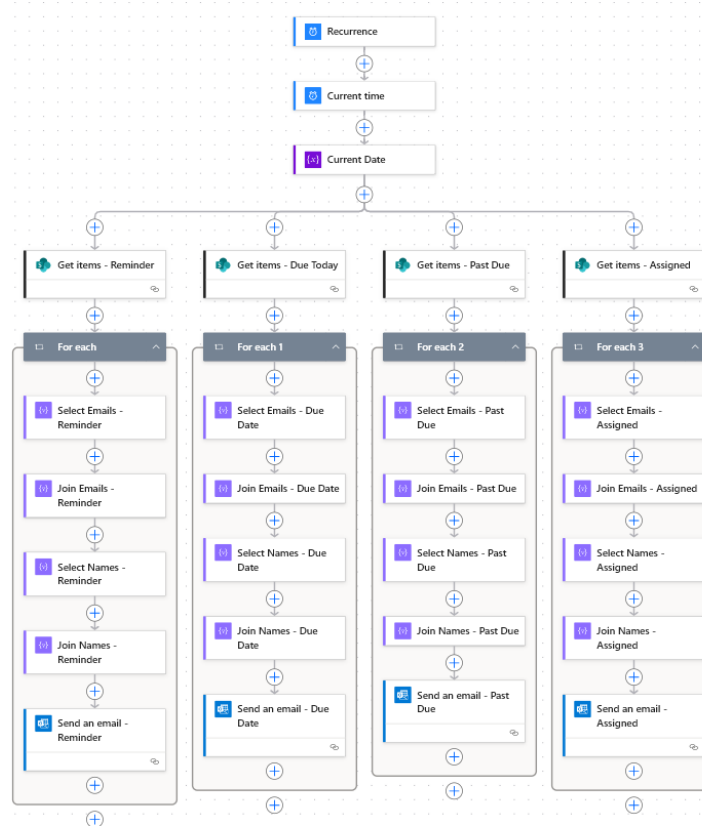 Recurrence
Current time
Current Date
Get items - Reminder
Get items - Due Today
Get items - Past Due
Get items - Assigned
For each
For each 1
For each 2
For each 3
Select Emails -
Reminder
Select Emails - Due
Date
Select Emails - Past
Due
Select Emails -
Assigned
Join Emails -
Reminder
Join Emails - Due Date
Join Emails - Past Due
Join Emails - Assigned
Select Names -
Reminder
Select Names - Due
Date
Select Names - Past
Due
Select Names -
Assigned
Join Names -
Reminder
Join Names - Due
Date
Join Names - Past Due
Join Names -
Assigned
Send an email -
Reminder
Send an email - Due
Date
Send an email - Past
Due
Send an email -
Assigned